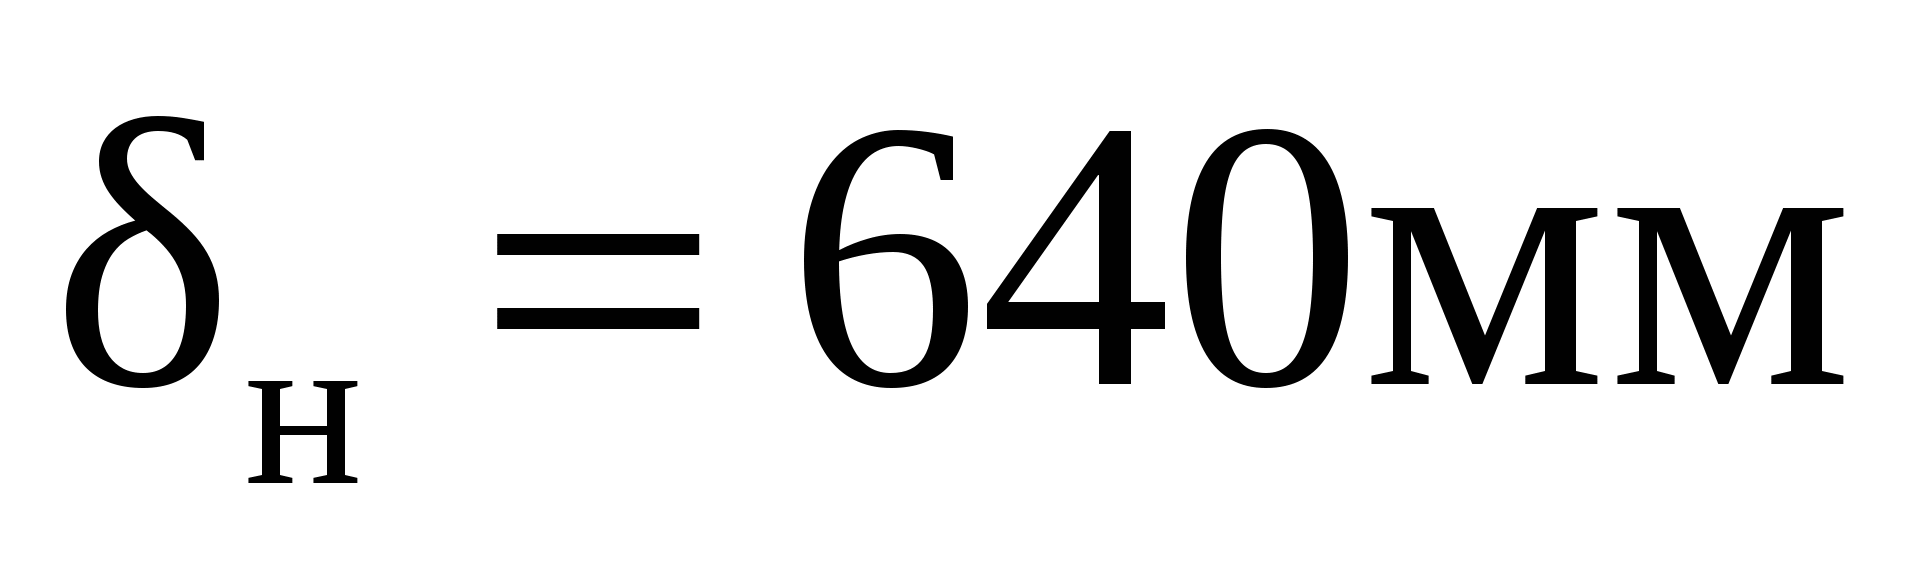 δн = 640мм